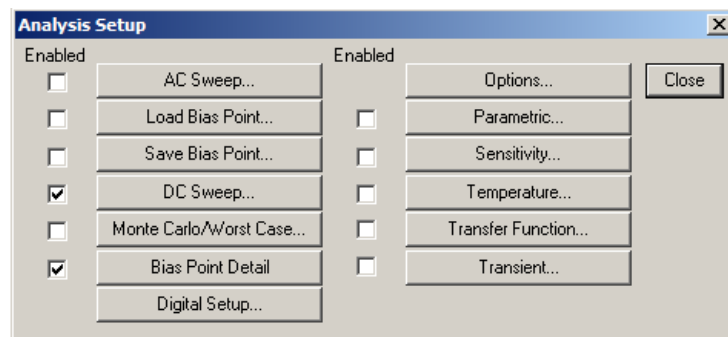 Analysis Setup
Enabled
AC Sweep...
Load Bias Point...
Save Bias Point...
DC Sweep...
Monte Carlo/Worst Case...
Bias Point Detail
Digital Setup...
Enabled
Options...
Parametric...
Sensitivity...
Temperature...
Transfer Function...
Transient...
Close